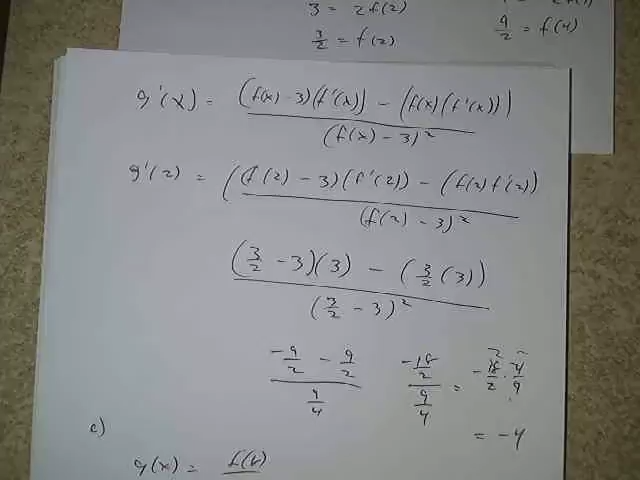 3 = 2f(2)
3/2 = f(2)
9/2 = f(4)
g'(x) = ((f(x) - 3)(f'(x)) - (f(x)(f'(x))) / (f(x) - 3)²
g'(2) = ((f(2) - 3)(f'(2)) - (f(2) f'(2)) / (f(2) - 3)²
(3/2 - 3)(3) - (3/2 (3)) / (3/2 - 3)²
(-9/2 - 9/2) / (9/4) (-18/2) / (9/4) = -18/2 · 4/9
= -4
c)
g(x) = f(x)